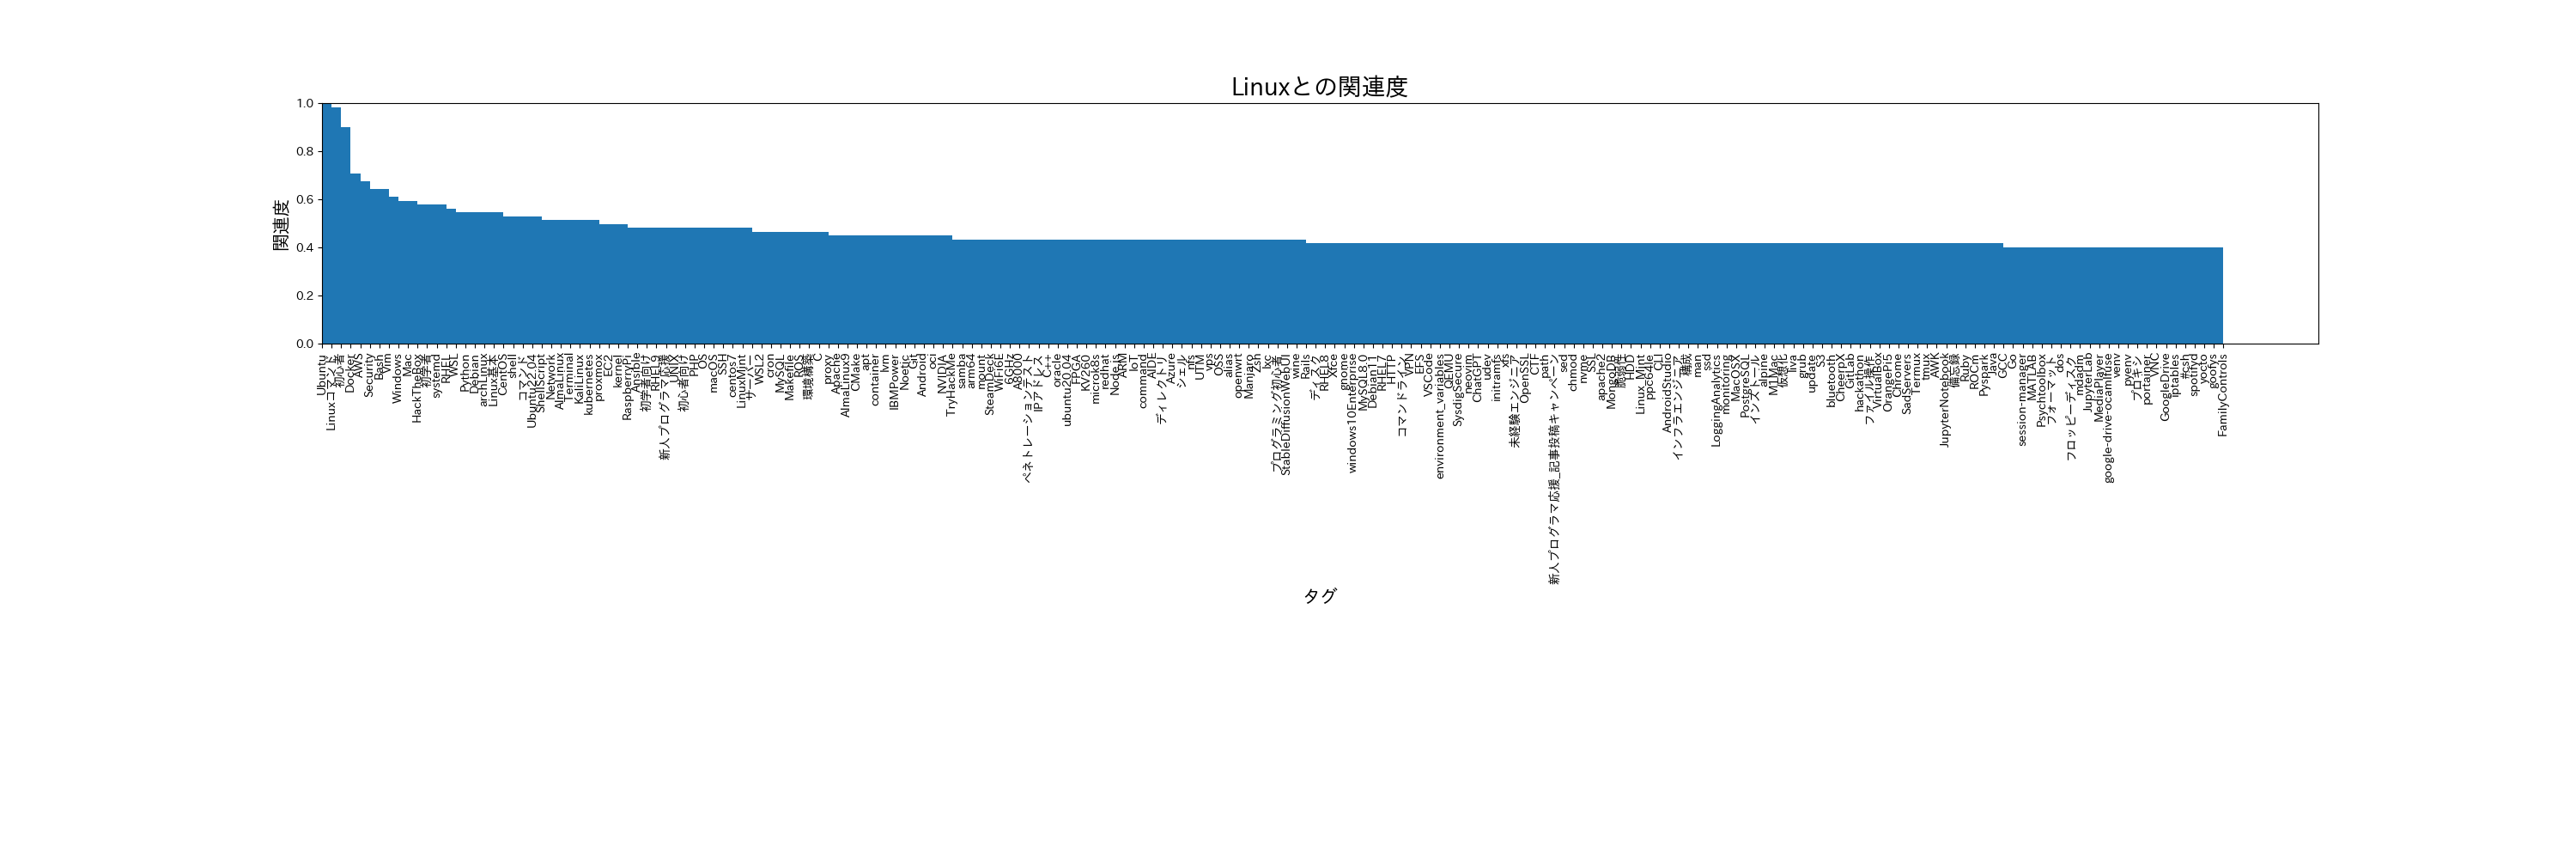 Linuxとの関連度
1.0
0.8
0.6
0.4
0.2
0.0
関連度
Ubuntu
Linuxコマンド
初心者
Docker
AWS
Security
Bash
Vim
Windows
Mac
HackTheBox
初学者
systemd
RHEL
WSL
Python
Debian
archLinux
Linux基本
CentOS
shell
コマンド
Ubuntu22.04
ShellScript
Network
AlmaLinux
Terminal
KaliLinux
kubernetes
proxmox
EC2
kernel
RaspberryPi
Ansible
初学者向け
RHEL9
新人プログラマ応援
UNIX
初心者向け
PHP
OS
macOS
SSH
centos7
LinuxMint
サーバー
WSL2
cron
MySQL
Makefile
ROS
環境構築
C
proxy
Apache
AlmaLinux9
CMake
apt
container
lvm
IBMPower
Noetic
Git
Android
oci
NVIDIA
TryHackMe
samba
arm64
mount
SteamDeck
WiFi6E
6GHz
A8000
ペネトレーションテスト
IPアドレス
C++
oracle
ubuntu20.04
FPGA
KV260
microk8s
redhat
Node.js
ARM
IoT
command
AIDE
ディレクトリ
Azure
シェル
nfs
UTM
vps
OSS
alias
openwrt
Manjaro
Zsh
lxc
プログラミング初心者
StableDiffusionWebUI
wine
Rails
ディスク
RHEL8
Xfce
gnome
windows10Enterprise
MySQL8.0
Debian11
RHEL7
HTTP
コマンドライン
VPN
EFS
VSCode
environment_variables
QEMU
SysdigSecure
neovim
ChatGPT
udev
initramfs
xfs
未経験エンジニア
OpenSSL
CTF
path
新人プログラマ応援_記事投稿キャンペーン
sed
chmod
nvme
SSL
apache2
MongoDB
脆弱性
HDD
Linux_Mint
ppc64le
CLI
AndroidStudio
インフラエンジニア
構成
man
ssd
LoggingAnalytics
monitoring
MacOSX
PostgreSQL
インストール
alpine
M1Mac
仮想化
liva
grub
update
S3
bluetooth
CheerpX
GitLab
hackathon
ファイル操作
VirtualBox
OrangePi5
Chrome
SadServers
Termux
tmux
AWK
JupyterNotebook
備忘録
Ruby
ROCm
Pyspark
Java
GCC
Go
session-manager
MATLAB
Psychtoolbox
フォーマット
dos
フロッピーディスク
mdadm
JupyterLab
MediaPlayer
google-drive-ocamlfuse
venv
pyenv
プロキシ
portainer
VNC
GoogleDrive
iptables
fish
spotifyd
yocto
goofys
FamilyControls
タグ